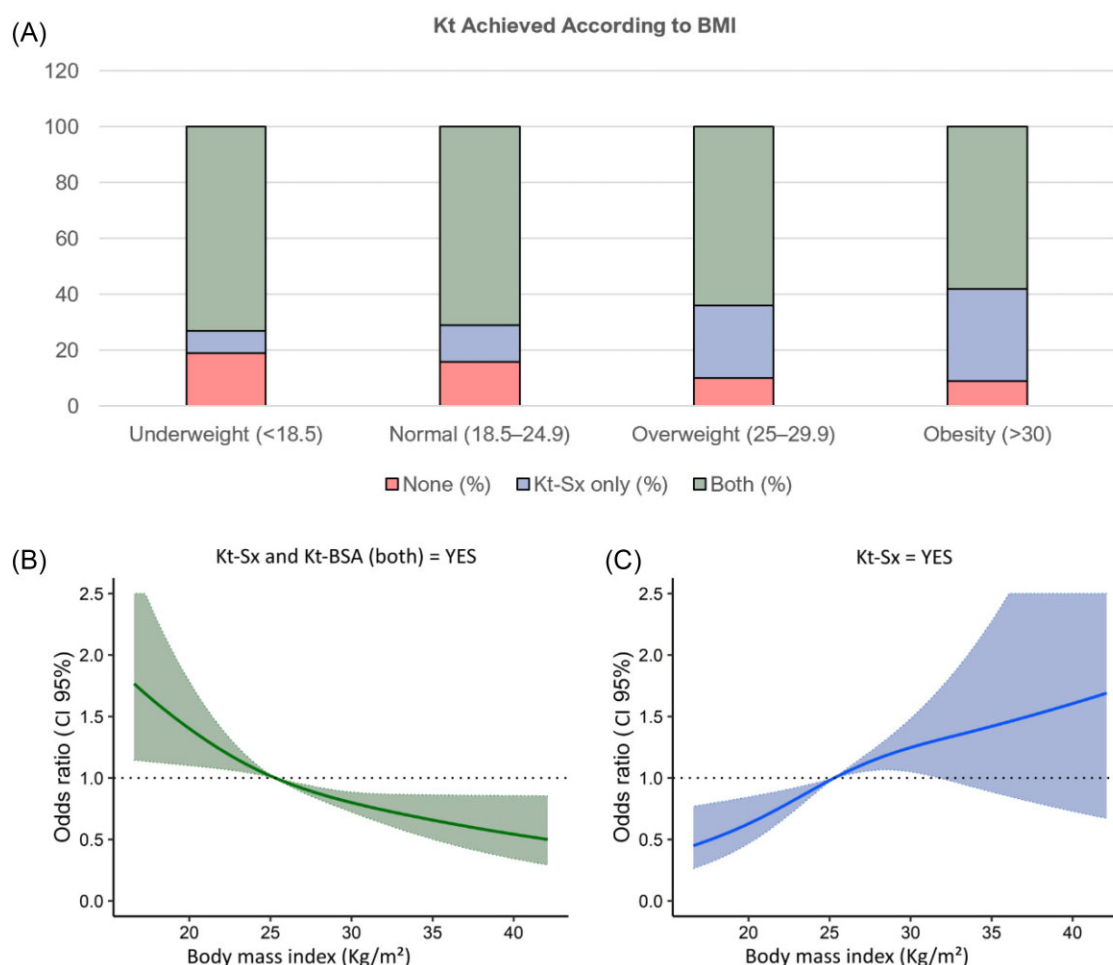 (A)
Kt Achieved According to BMI
120
100
80
60
40
20
0
Underweight (<18.5) Normal (18.5–24.9) Overweight (25–29.9) Obesity (>30)
None (%) Kt-Sx only (%) Both (%)
(B)
Kt-Sx and Kt-BSA (both) = YES
Odds ratio (CI 95%)
2.5
2.0
1.5
1.0
0.5
0.0
20 25 30 35 40
Body mass index (Kg/m²)
(C)
Kt-Sx = YES
Odds ratio (CI 95%)
2.5
2.0
1.5
1.0
0.5
0.0
20 25 30 35 40
Body mass index (Kg/m²)